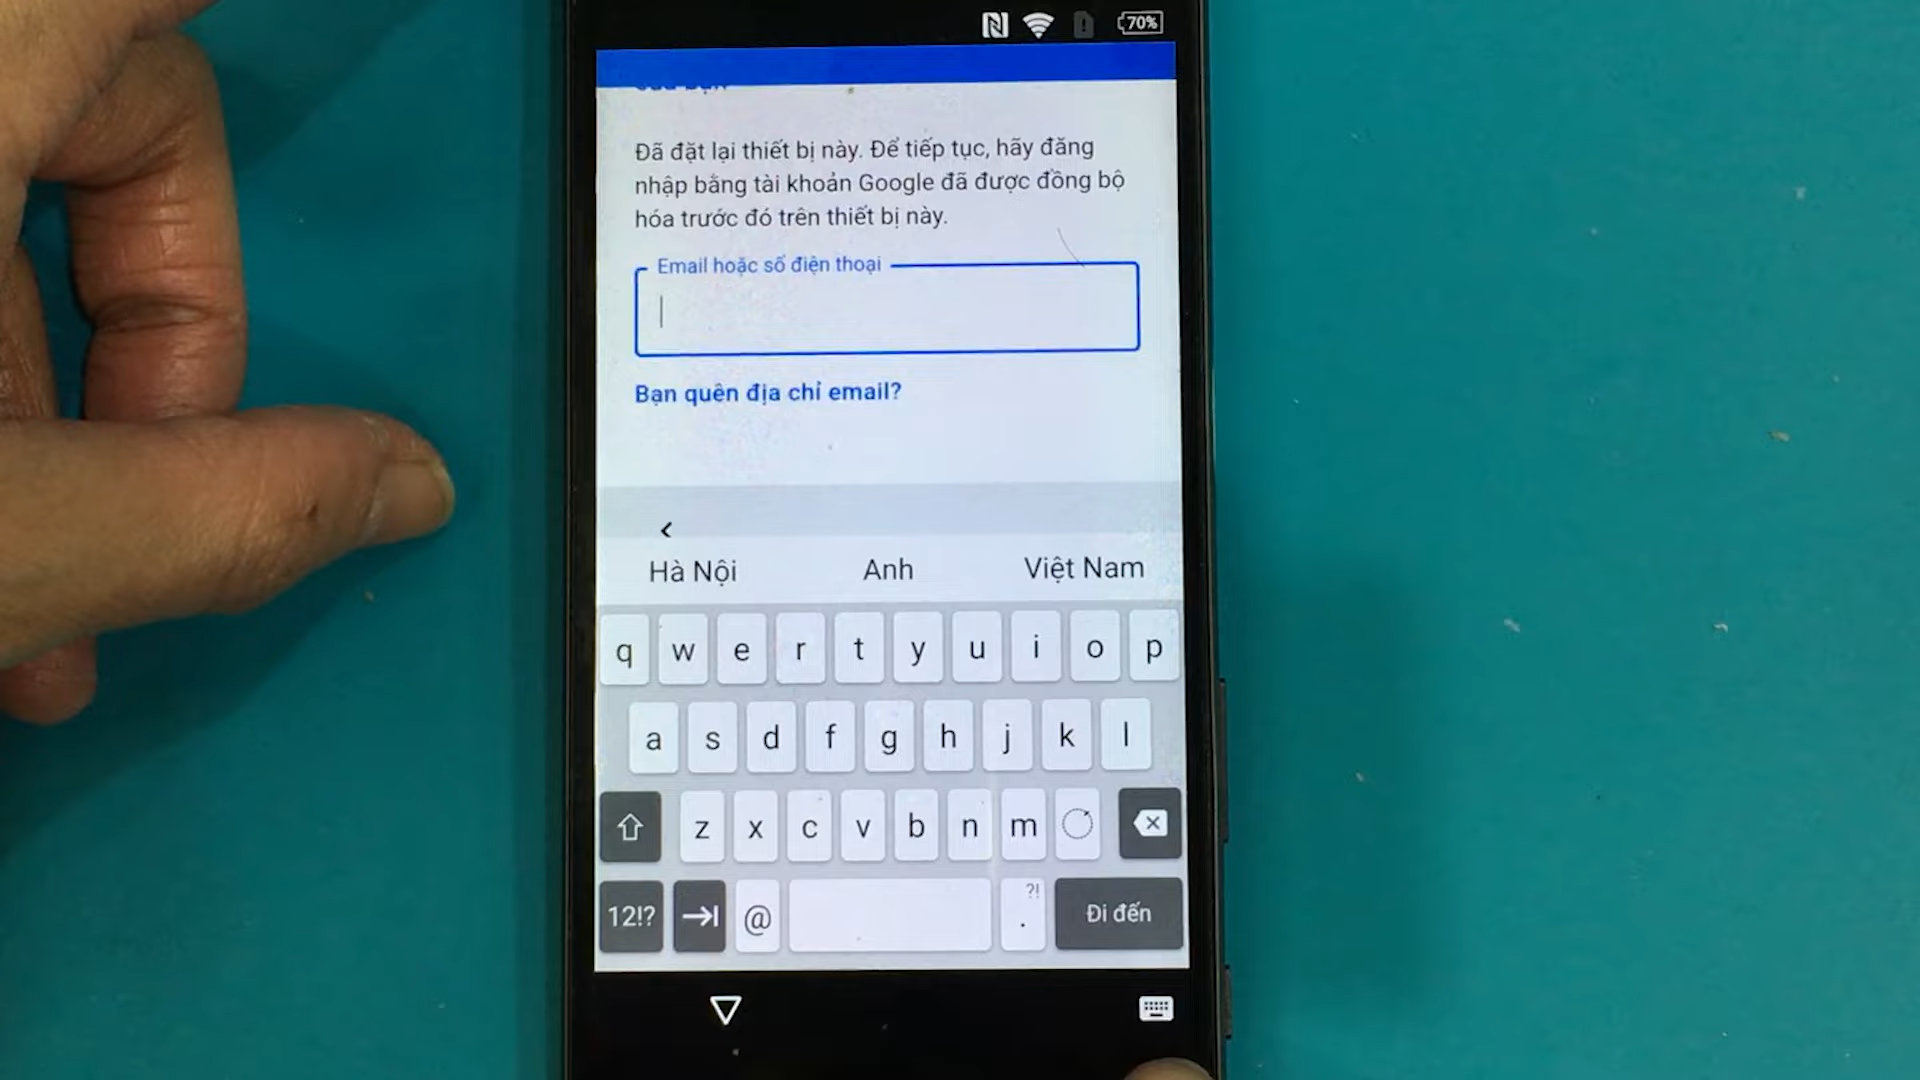 70%
Đã đặt lại thiết bị này. Để tiếp tục, hãy đăng
nhập bằng tài khoản Google đã được đồng bộ
hóa trước đó trên thiết bị này.
Email hoặc số điện thoại
Bạn quên địa chỉ email?
Hà Nội Anh Việt Nam
q w e r t y u i o p
a s d f g h j k l
z x c v b n m
12!? @ ?! . Đi đến